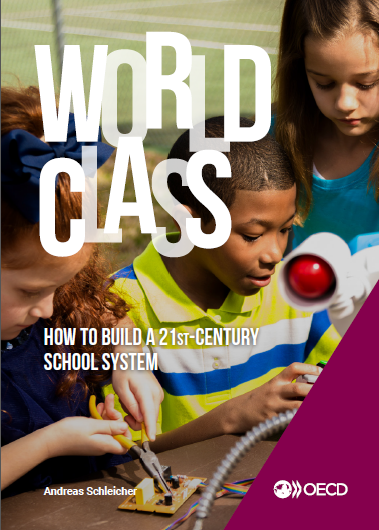 WORLD
CLASS
HOW TO BUILD A 21ST-CENTURY
SCHOOL SYSTEM
Andreas Schleicher
OECD